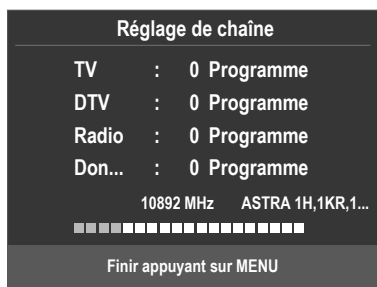 Réglage de chaîne
TV : 0 Programme
DTV : 0 Programme
Radio : 0 Programme
Don... : 0 Programme
10892 MHz ASTRA 1H,1KR,1...
Finir appuyant sur MENU